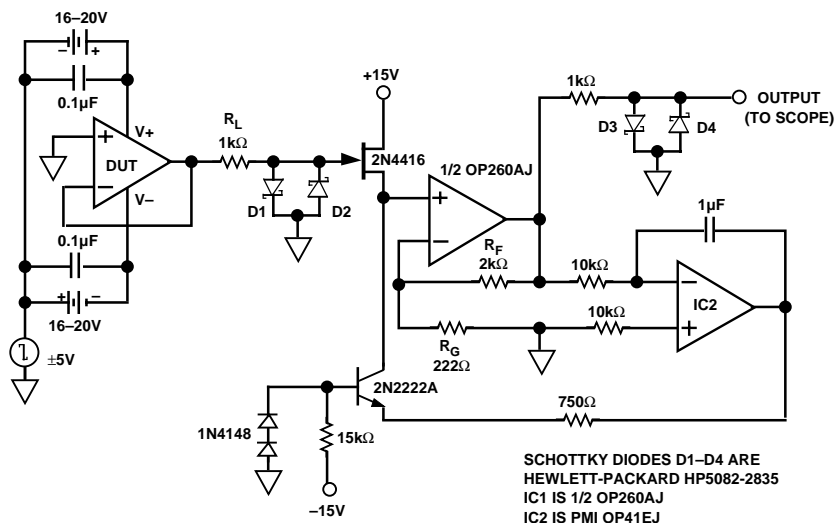 16–20V
– +
0.1µF
V+
+
DUT
–
V–
0.1µF
+ –
16–20V
±5V
R_L
1kΩ
D1
D2
+15V
2N4416
1/2 OP260AJ
+
–
R_F
2kΩ
R_G
222Ω
1kΩ
D3
D4
OUTPUT
(TO SCOPE)
1µF
10kΩ
10kΩ
–
IC2
+
2N2222A
750Ω
1N4148
15kΩ
–15V
SCHOTTKY DIODES D1–D4 ARE
HEWLETT-PACKARD HP5082-2835
IC1 IS 1/2 OP260AJ
IC2 IS PMI OP41EJ